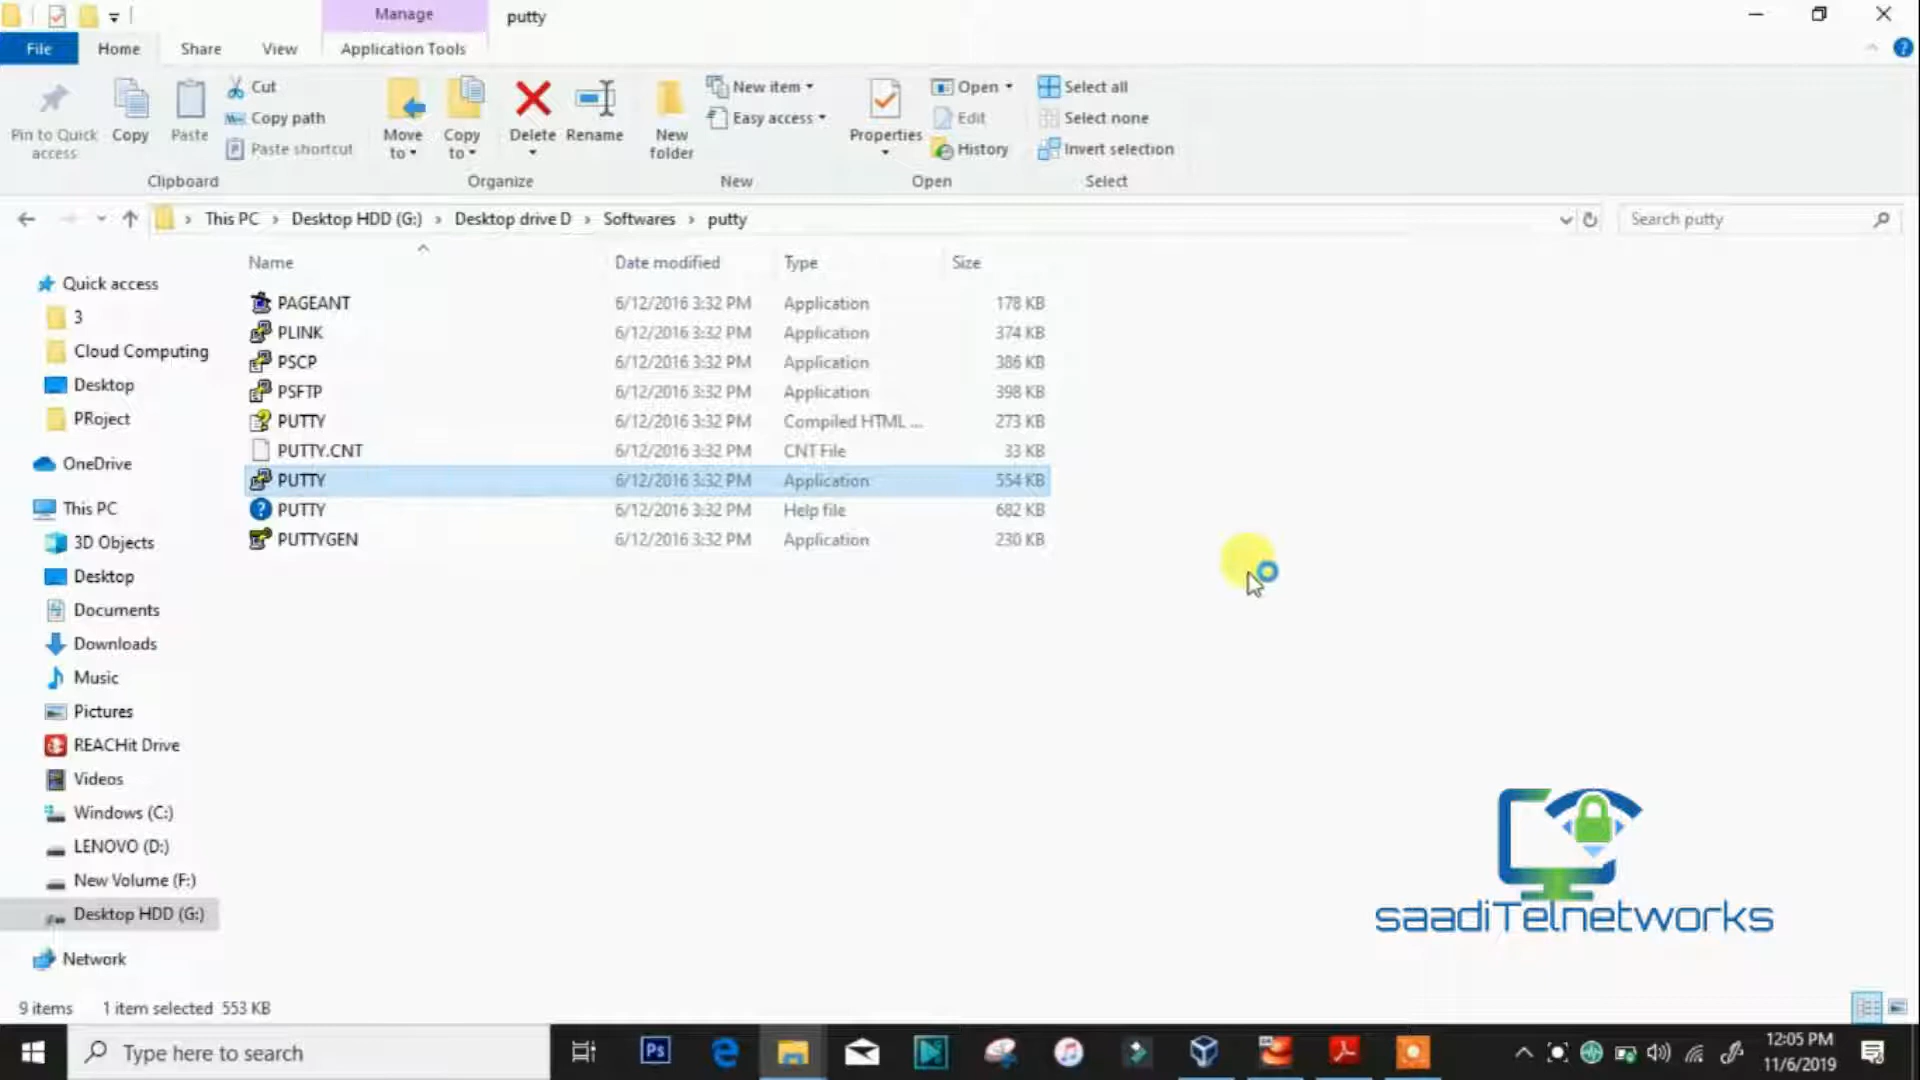 Manage
putty
File
Home
Share
View
Application Tools
Pin to Quick
access
Copy
Paste
Cut
Copy path
Paste shortcut
Clipboard
Move
to
Copy
to
Delete
Rename
Organize
New
folder
New item
Easy access
New
Properties
Open
Edit
History
Open
Select all
Select none
Invert selection
Select
This PC
Desktop HDD (G:)
Desktop drive D
Softwares
putty
Search putty
Name
Date modified
Type
Size
PAGEANT 6/12/2016 3:32 PM Application 178 KB
PLINK 6/12/2016 3:32 PM Application 374 KB
PSCP 6/12/2016 3:32 PM Application 386 KB
PSFTP 6/12/2016 3:32 PM Application 398 KB
PUTTY 6/12/2016 3:32 PM Compiled HTML ... 273 KB
PUTTY.CNT 6/12/2016 3:32 PM CNT File 33 KB
PUTTY 6/12/2016 3:32 PM Application 554 KB
PUTTY 6/12/2016 3:32 PM Help file 682 KB
PUTTYGEN 6/12/2016 3:32 PM Application 230 KB
Quick access
3
Cloud Computing
Desktop
PRoject
OneDrive
This PC
3D Objects
Desktop
Documents
Downloads
Music
Pictures
REACHit Drive
Videos
Windows (C:)
LENOVO (D:)
New Volume (F:)
Desktop HDD (G:)
Network
saadiTelnetworks
9 items 1 item selected 553 KB
Type here to search
Ps
12:05 PM
11/6/2019